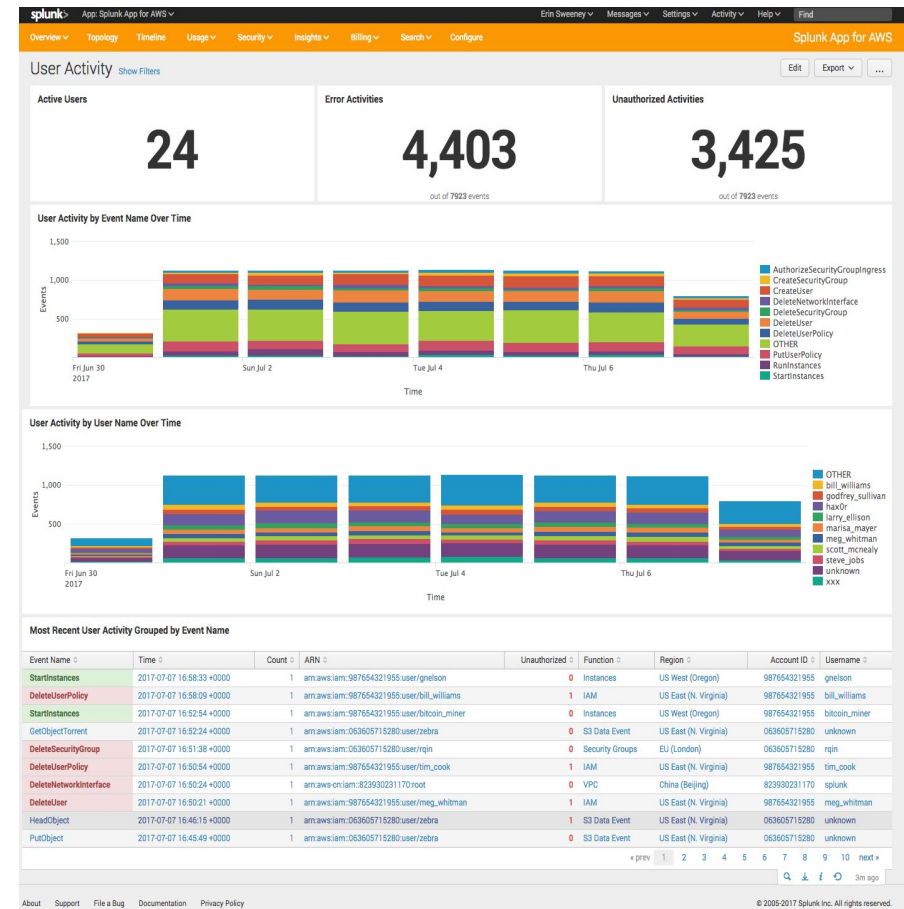 splunk> App: Splunk App for AWS Erin Sweeney Messages Settings Activity Help Find
Overview Topology Timeline Usage Security Insights Billing Search Configure Splunk App for AWS
User Activity Show Filters Edit Export ...
Active Users Error Activities Unauthorized Activities
24 4,403 3,425
out of 7923 events out of 7923 events
User Activity by Event Name Over Time
1,500
1,000
500
Events
Fri Jun 30 Sun Jul 2 Tue Jul 4 Thu Jul 6
2017
Time
AuthorizeSecurityGroupIngress
CreateSecurityGroup
CreateUser
DeleteNetworkInterface
DeleteSecurityGroup
DeleteUser
DeleteUserPolicy
OTHER
PutUserPolicy
RunInstances
StartInstances
User Activity by User Name Over Time
1,500
1,000
500
Events
Fri Jun 30 Sun Jul 2 Tue Jul 4 Thu Jul 6
2017
Time
OTHER
bill_williams
godfrey_sullivan
hax0r
larry_ellison
marisa_mayer
meg_whitman
scott_mcnealy
steve_jobs
unknown
xxx
Most Recent User Activity Grouped by Event Name
Event Name Time Count ARN Unauthorized Function Region Account ID Username
StartInstances 2017-07-07 16:58:33 +0000 1 arn:aws:iam::987654321955:user/gnelson 0 Instances US West (Oregon) 987654321955 gnelson
DeleteUserPolicy 2017-07-07 16:58:09 +0000 1 arn:aws:iam::987654321955:user/bill_williams 1 IAM US East (N. Virginia) 987654321955 bill_williams
StartInstances 2017-07-07 16:52:54 +0000 1 arn:aws:iam::987654321955:user/bitcoin_miner 0 Instances US West (Oregon) 987654321955 bitcoin_miner
GetObjectTorrent 2017-07-07 16:52:24 +0000 1 arn:aws:iam::063605715280:user/zebra 0 S3 Data Event US East (N. Virginia) 063605715280 unknown
DeleteSecurityGroup 2017-07-07 16:51:38 +0000 1 arn:aws:iam::063605715280:user/rqin 0 Security Groups EU (London) 063605715280 rqin
DeleteUserPolicy 2017-07-07 16:50:54 +0000 1 arn:aws:iam::987654321955:user/tim_cook 1 IAM US East (N. Virginia) 987654321955 tim_cook
DeleteNetworkInterface 2017-07-07 16:50:24 +0000 1 arn:aws-cn:iam::823930231170:root 0 VPC China (Beijing) 823930231170 splunk
DeleteUser 2017-07-07 16:50:21 +0000 1 arn:aws:iam::987654321955:user/meg_whitman 1 IAM US East (N. Virginia) 987654321955 meg_whitman
HeadObject 2017-07-07 16:46:15 +0000 1 arn:aws:iam::063605715280:user/zebra 1 S3 Data Event US East (N. Virginia) 063605715280 unknown
PutObject 2017-07-07 16:45:49 +0000 1 arn:aws:iam::063605715280:user/zebra 0 S3 Data Event US East (N. Virginia) 063605715280 unknown
« prev 1 2 3 4 5 6 7 8 9 10 next »
i 3m ago
About Support File a Bug Documentation Privacy Policy © 2005-2017 Splunk Inc. All rights reserved.